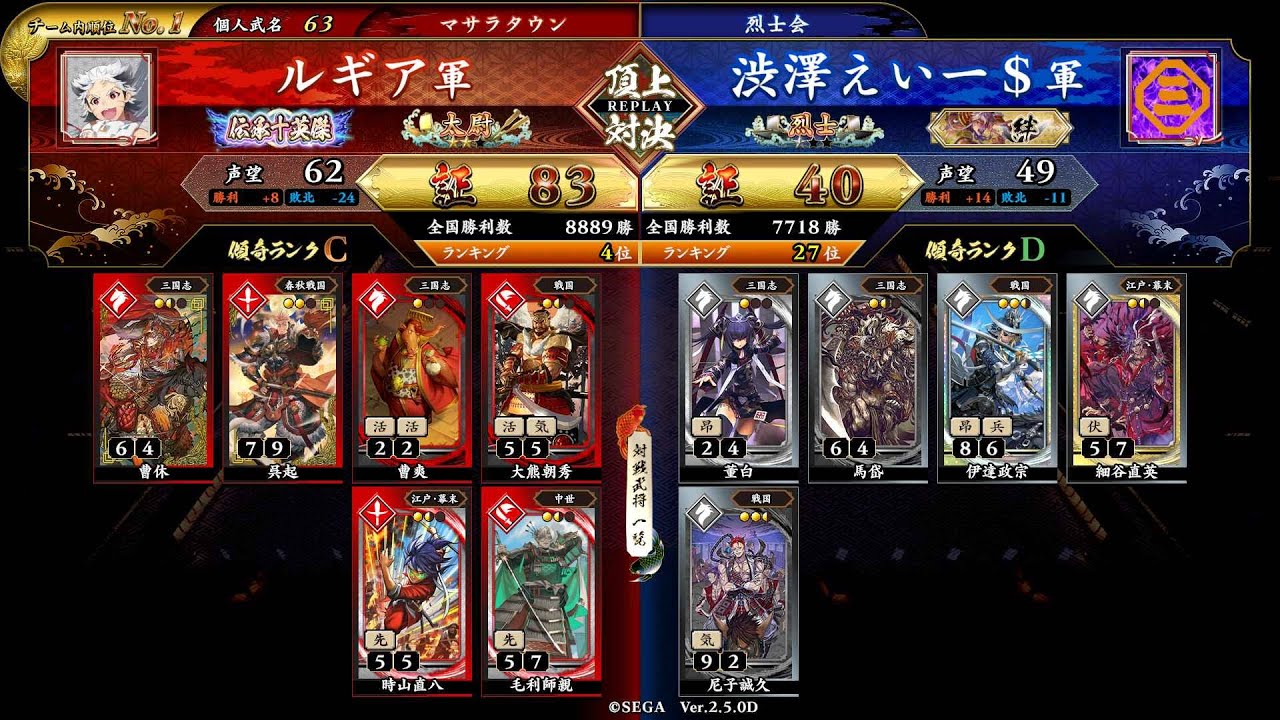 チーム内順位 No.1 個人武名 63 マサラタウン 烈士会
ルギア軍 頂上 REPLAY 対決 渋澤えいー$軍
伝承十英傑 大尉 烈士 絆
声望 62 証 83 証 40 声望 49
勝利 +8 敗北 -24 勝利 +14 敗北 -11
全国勝利数 8889勝 全国勝利数 7718勝
傾奇ランクC ランキング 4位 ランキング 27位 傾奇ランクD
三国志 春秋戦国 三国志 戦国 三国志 三国志 戦国 江戸・幕末
活 活 活 気 昂 昂 兵 伏
6 4 7 9 2 2 5 5 2 4 6 4 8 6 5 7
曹休 呉起 曹爽 大熊朝秀 董白 馬岱 伊達政宗 細谷直英
対戦武将一覧
江戸・幕末 中世 戦国
先 先 気
5 5 5 7 9 2
時山直八 毛利師親 尼子誠久
©SEGA Ver.2.5.0D